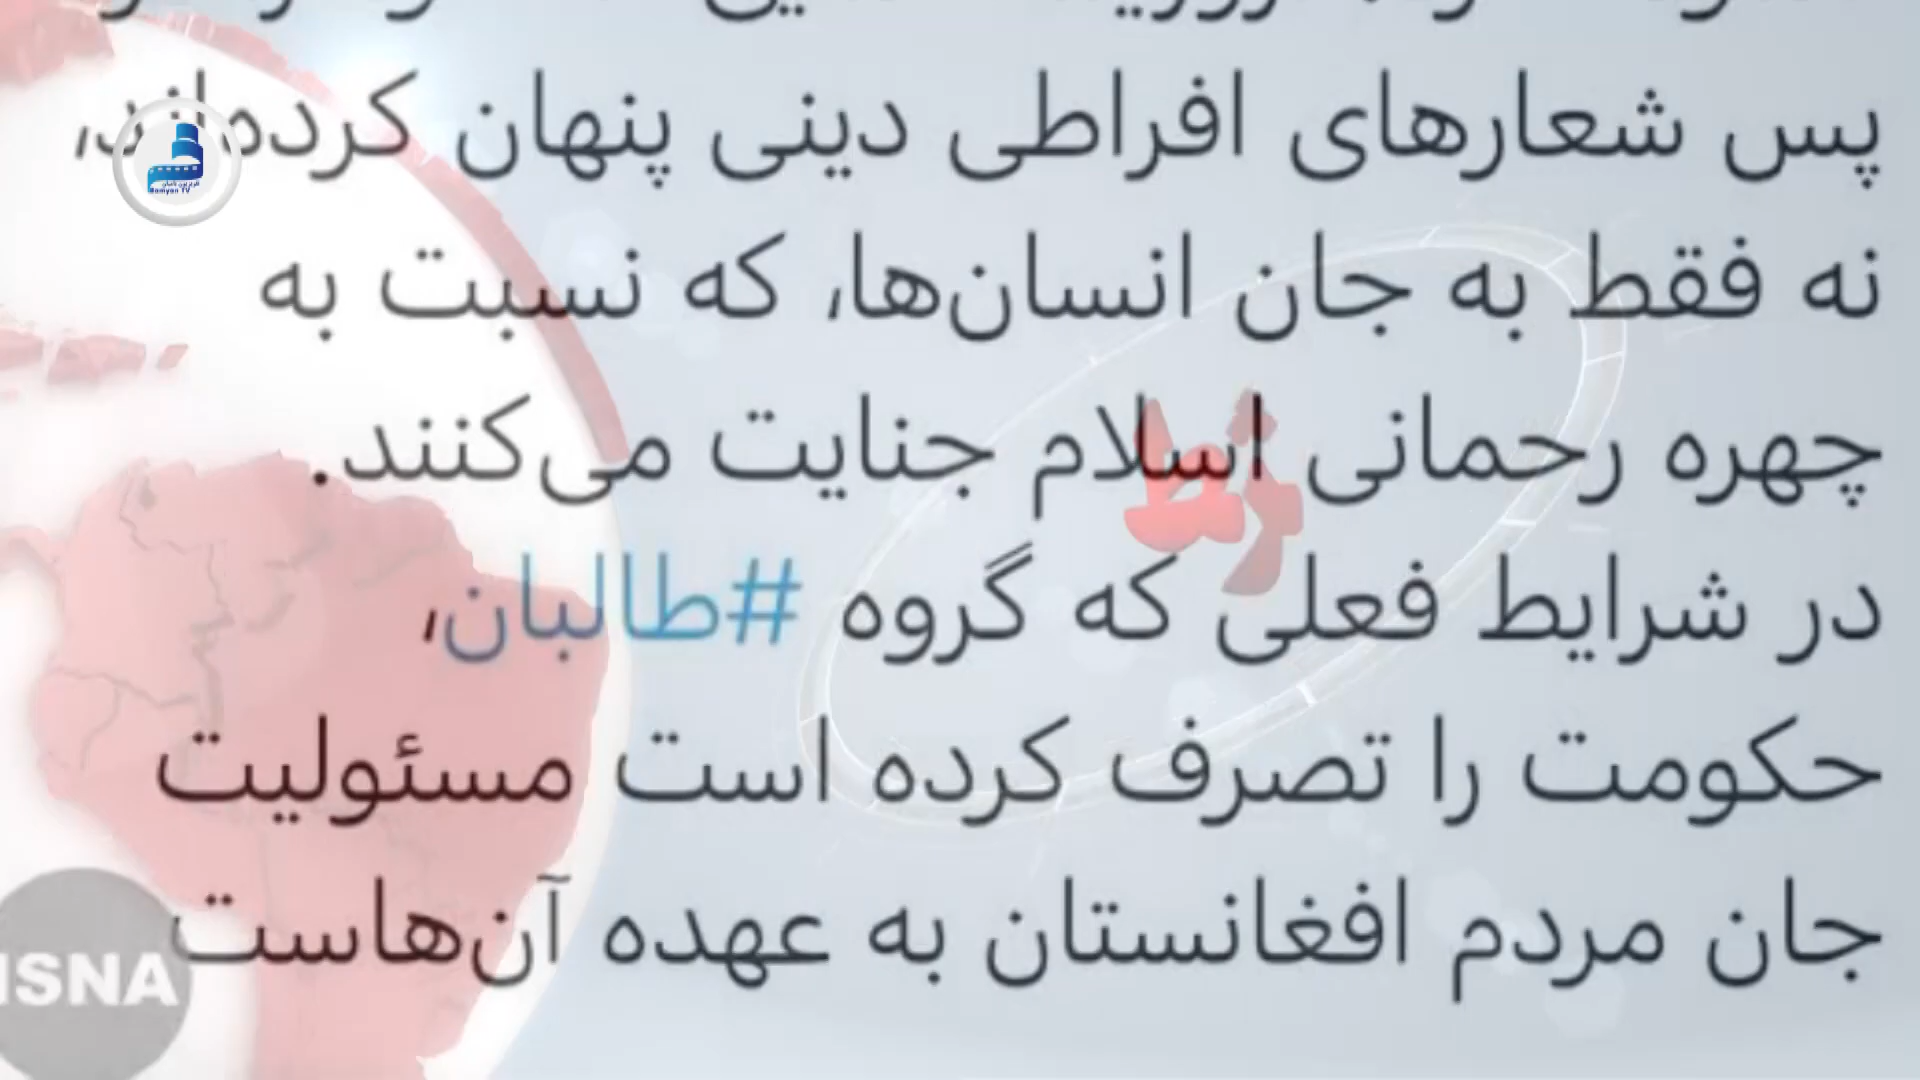 پس شعارهای افراطی دینی پنهان کرده‌اند،
نه فقط به جان انسان‌ها، که نسبت به
چهره رحمانی اسلام جنایت می‌کنند.
در شرایط فعلی که گروه #طالبان،
حکومت را تصرف کرده است مسئولیت
جان مردم افغانستان به عهده آن‌هاست
ISNA
Hamyan TV